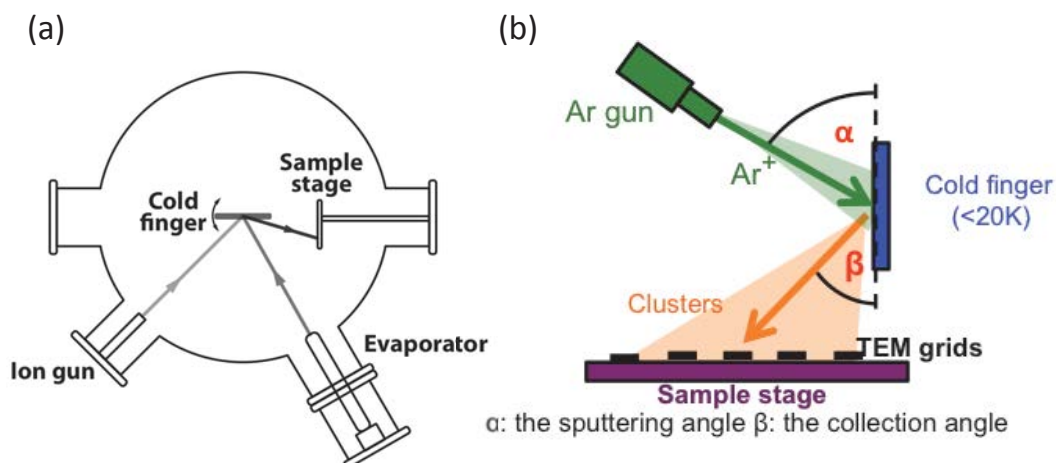 (a)
Sample
stage
Cold
finger
Ion gun
Evaporator
(b)
Ar gun
α
Ar+
Cold finger
(<20K)
β
Clusters
TEM grids
Sample stage
α: the sputtering angle β: the collection angle